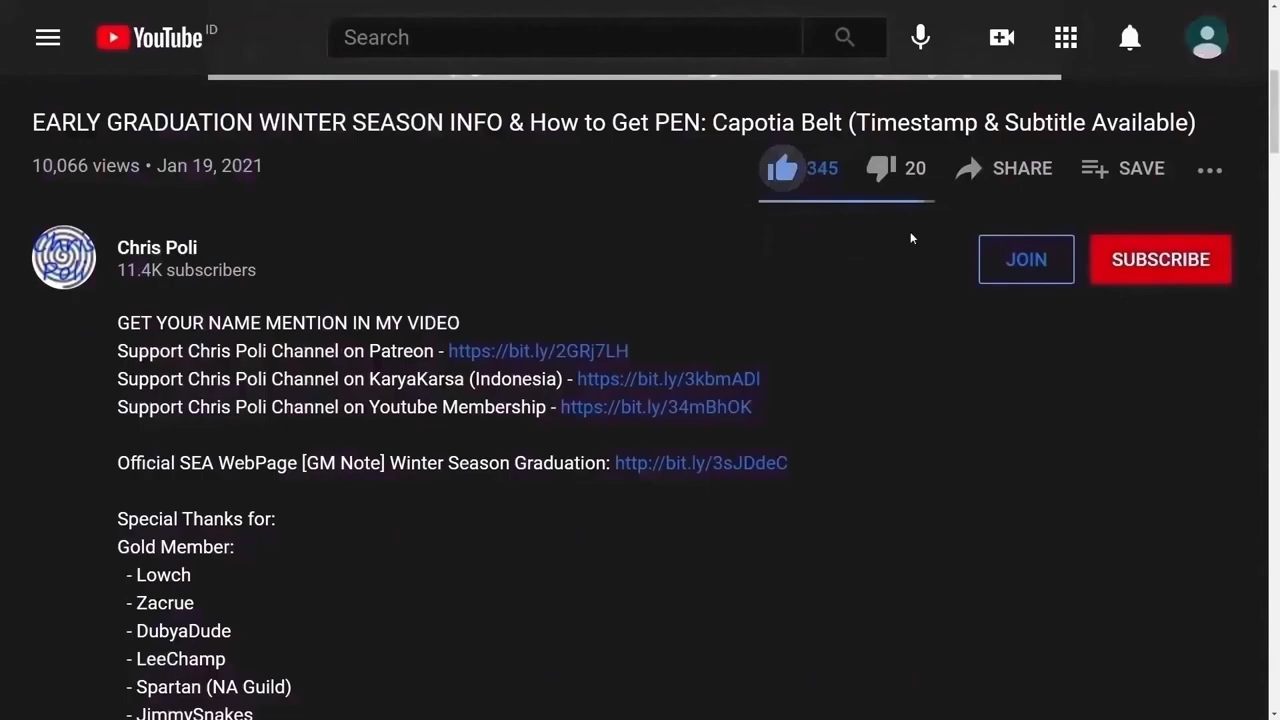 YouTube ID
Search
EARLY GRADUATION WINTER SEASON INFO & How to Get PEN: Capotia Belt (Timestamp & Subtitle Available)
10,066 views • Jan 19, 2021
345 20 SHARE SAVE
Chris Poli
11.4K subscribers
JOIN SUBSCRIBE
GET YOUR NAME MENTION IN MY VIDEO
Support Chris Poli Channel on Patreon - https://bit.ly/2GRj7LH
Support Chris Poli Channel on KaryaKarsa (Indonesia) - https://bit.ly/3kbmADl
Support Chris Poli Channel on Youtube Membership - https://bit.ly/34mBhOK
Official SEA WebPage [GM Note] Winter Season Graduation: http://bit.ly/3sJDdeC
Special Thanks for:
Gold Member:
- Lowch
- Zacrue
- DubyaDude
- LeeChamp
- Spartan (NA Guild)
- JimmySnakes